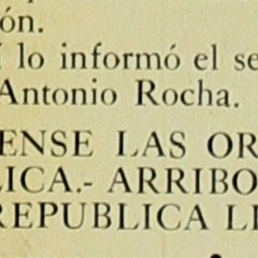 ón.
í lo informó el se
Antonio Rocha.
ENSE LAS OR
LICA.- ARRIBO
REPUBLICA LI